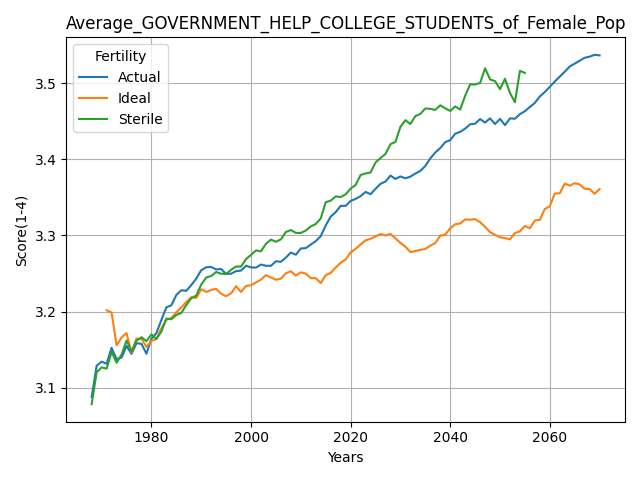 Average_GOVERNMENT_HELP_COLLEGE_STUDENTS_of_Female_Pop
Fertility
Actual
Ideal
Sterile
Score(1-4)
3.5
3.4
3.3
3.2
3.1
1980 2000 2020 2040 2060
Years